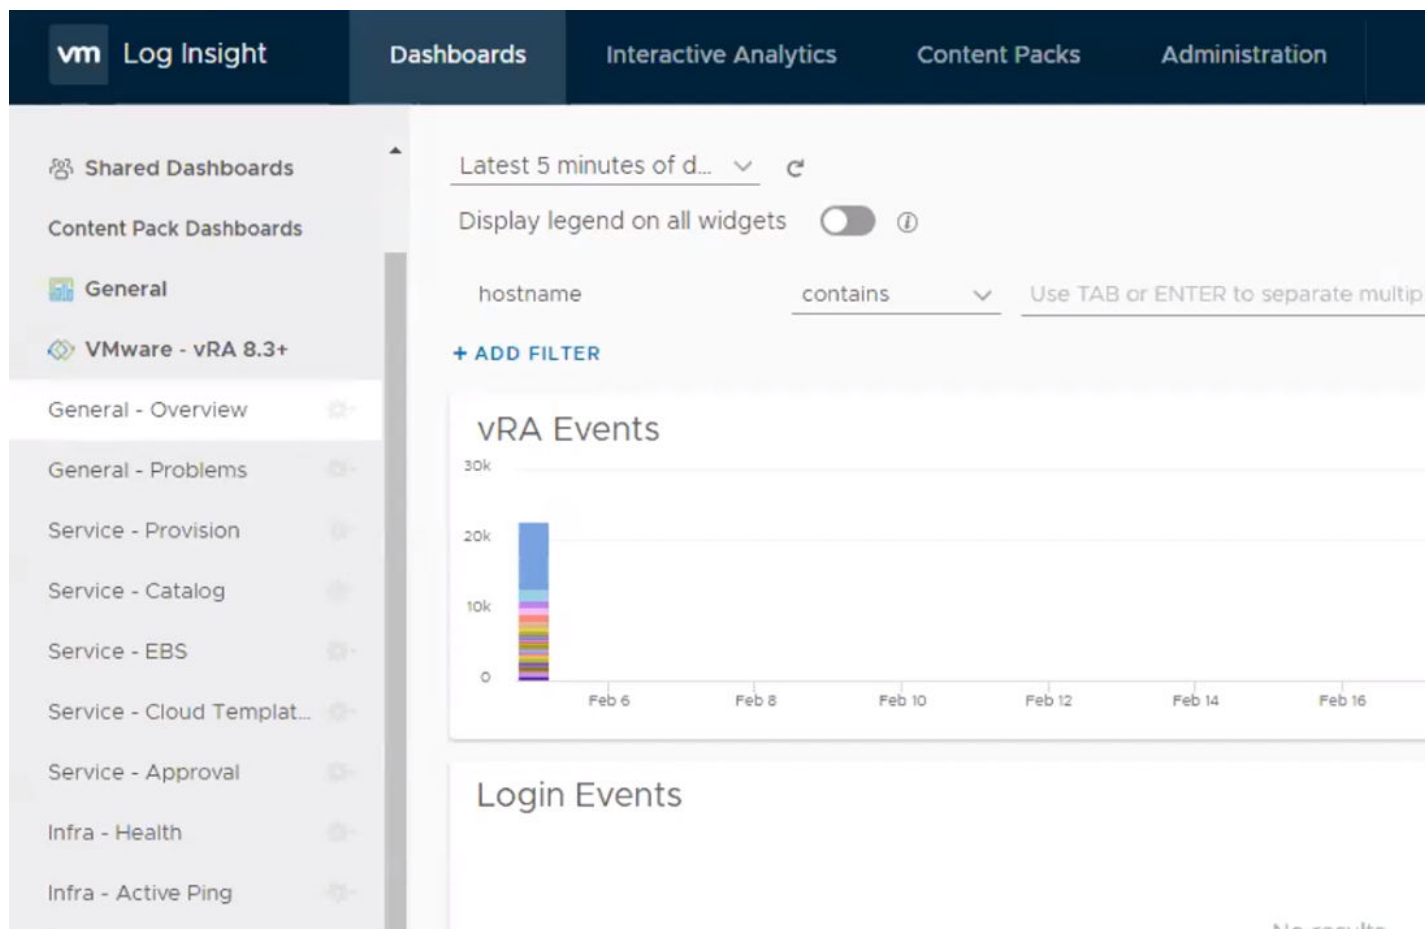 vm Log Insight Dashboards Interactive Analytics Content Packs Administration
Shared Dashboards
Content Pack Dashboards
General
VMware - vRA 8.3+
General - Overview
General - Problems
Service - Provision
Service - Catalog
Service - EBS
Service - Cloud Templat...
Service - Approval
Infra - Health
Infra - Active Ping
Latest 5 minutes of d...
Display legend on all widgets
hostname contains Use TAB or ENTER to separate multip
+ ADD FILTER
vRA Events
30k
20k
10k
0
Feb 6 Feb 8 Feb 10 Feb 12 Feb 14 Feb 16
Login Events
No results